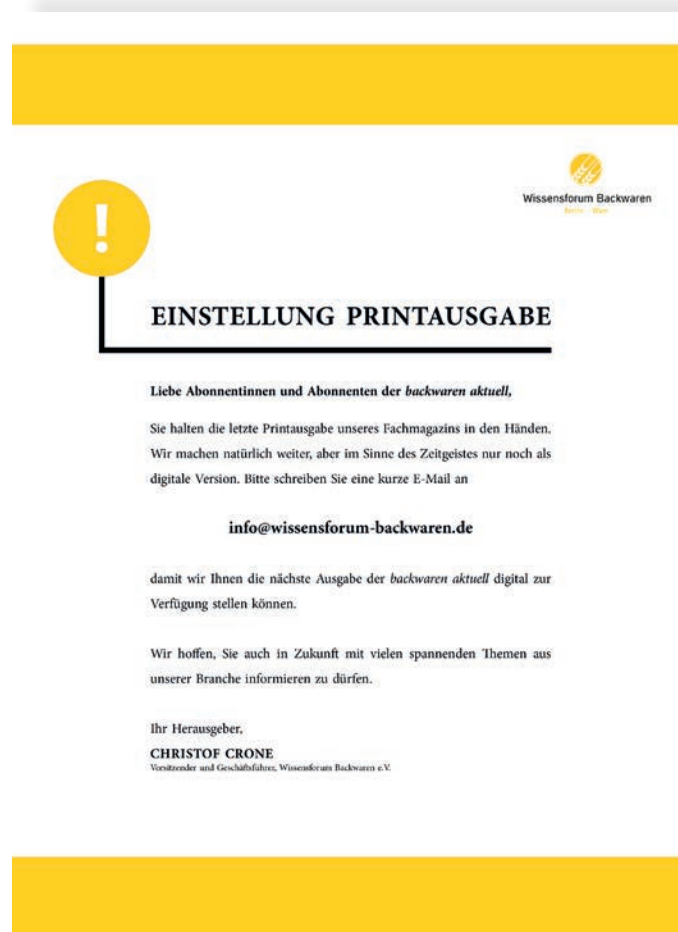 !
Wissensforum Backwaren
Berlin · Wien
EINSTELLUNG PRINTAUSGABE
Liebe Abonnentinnen und Abonnenten der backwaren aktuell,
Sie halten die letzte Printausgabe unseres Fachmagazins in den Händen.
Wir machen natürlich weiter, aber im Sinne des Zeitgeistes nur noch als
digitale Version. Bitte schreiben Sie eine kurze E-Mail an
info@wissensforum-backwaren.de
damit wir Ihnen die nächste Ausgabe der backwaren aktuell digital zur
Verfügung stellen können.
Wir hoffen, Sie auch in Zukunft mit vielen spannenden Themen aus
unserer Branche informieren zu dürfen.
Ihr Herausgeber,
CHRISTOF CRONE
Vorsitzender und Geschäftsführer, Wissensforum Backwaren e.V.